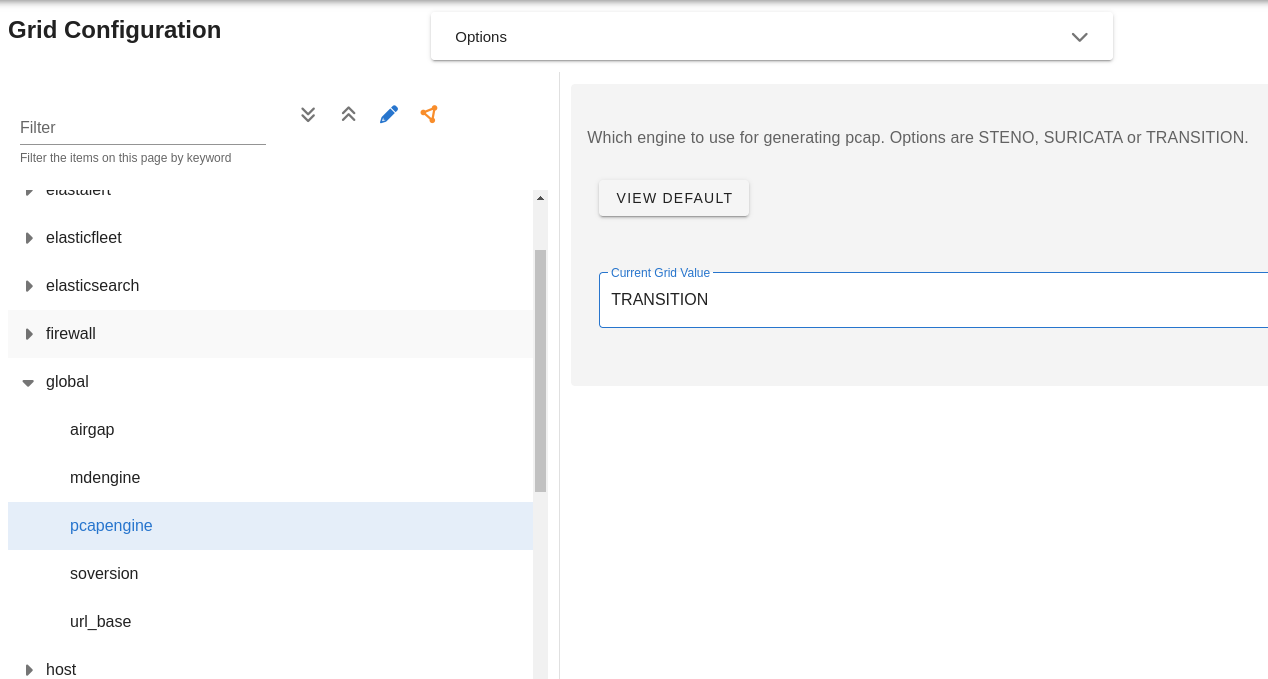 Grid Configuration
Options
Filter
Filter the items on this page by keyword
elastalert
elasticfleet
elasticsearch
firewall
global
airgap
mdengine
pcapengine
soversion
url_base
host
Which engine to use for generating pcap. Options are STENO, SURICATA or TRANSITION.
VIEW DEFAULT
Current Grid Value
TRANSITION